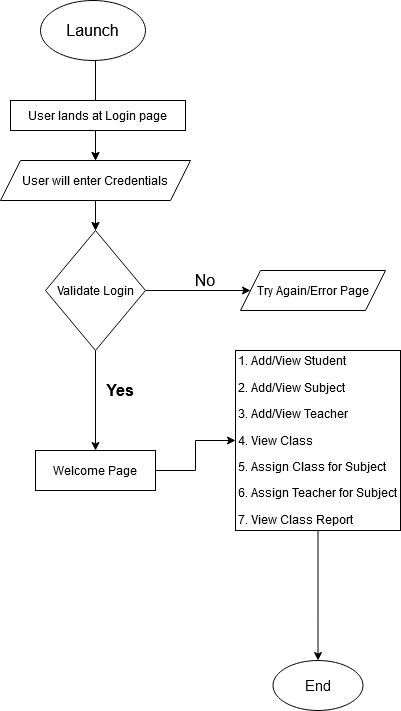 Launch
User lands at Login page
User will enter Credentials
Validate Login
No
Try Again/Error Page
Yes
1. Add/View Student
2. Add/View Subject
3. Add/View Teacher
4. View Class
5. Assign Class for Subject
6. Assign Teacher for Subject
7. View Class Report
Welcome Page
End